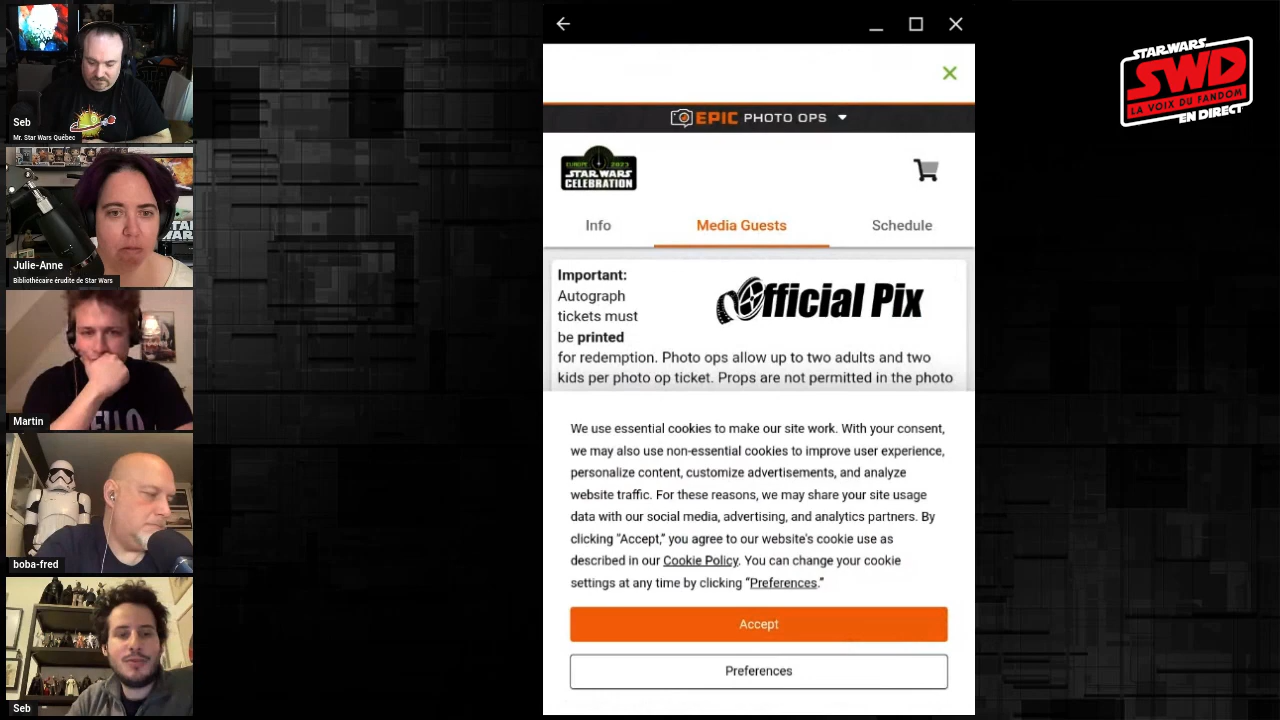 Seb
Mr. Star Wars Québec
Julie-Anne
Bibliothécaire érudite de Star Wars
Martin
boba-fred
Seb
EPIC PHOTO OPS
EUROPE 2023
STAR WARS
CELEBRATION
Info
Media Guests
Schedule
Important:
Autograph
tickets must
be printed
for redemption. Photo ops allow up to two adults and two
kids per photo op ticket. Props are not permitted in the photo
Official Pix
We use essential cookies to make our site work. With your consent,
we may also use non-essential cookies to improve user experience,
personalize content, customize advertisements, and analyze
website traffic. For these reasons, we may share your site usage
data with our social media, advertising, and analytics partners. By
clicking "Accept," you agree to our website's cookie use as
described in our Cookie Policy. You can change your cookie
settings at any time by clicking “Preferences.”
Accept
Preferences
STAR WARS
SWD
LA VOIX DU FANDOM
EN DIRECT